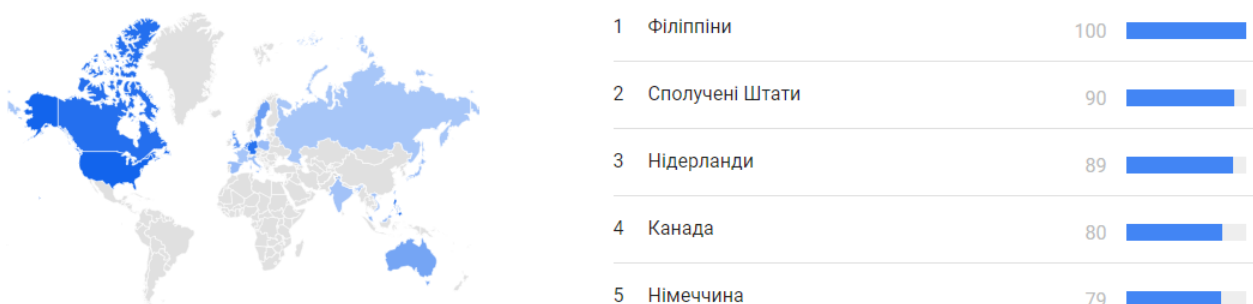 1 Філіппіни 100
2 Сполучені Штати 90
3 Нідерланди 89
4 Канада 80
5 Німеччина 79